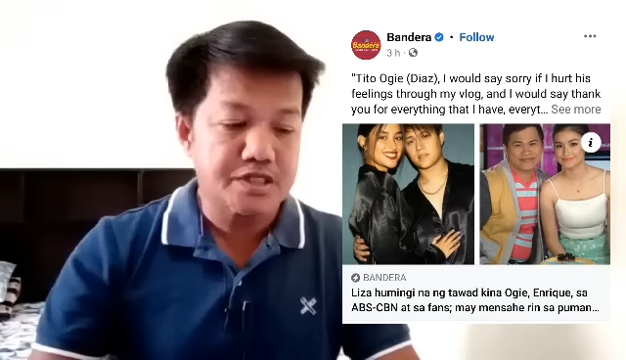 Bandera
Bandera • Follow
3 h •
"Tito Ogie (Diaz), I would say sorry if I hurt his
feelings through my vlog, and I would say thank
you for everything that I have, everyt... See more
BANDERA
Liza humingi na ng tawad kina Ogie, Enrique, sa
ABS-CBN at sa fans; may mensahe rin sa puman...